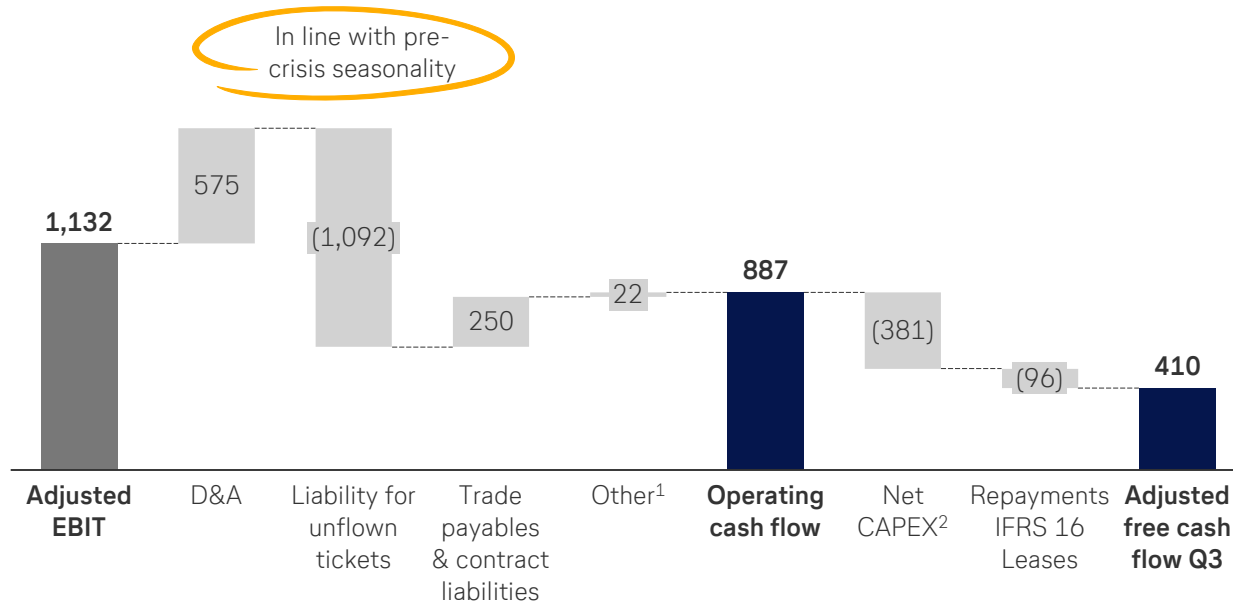 In line with pre-
crisis seasonality
575
1,132
(1,092)
887
22
250
(381)
410
(96)
Adjusted
EBIT
D&A
Liability for
unflown
tickets
Trade
payables
& contract
liabilities
Other¹
Operating
cash flow
Net
CAPEX²
Repayments
IFRS 16
Leases
Adjusted
free cash
flow Q3